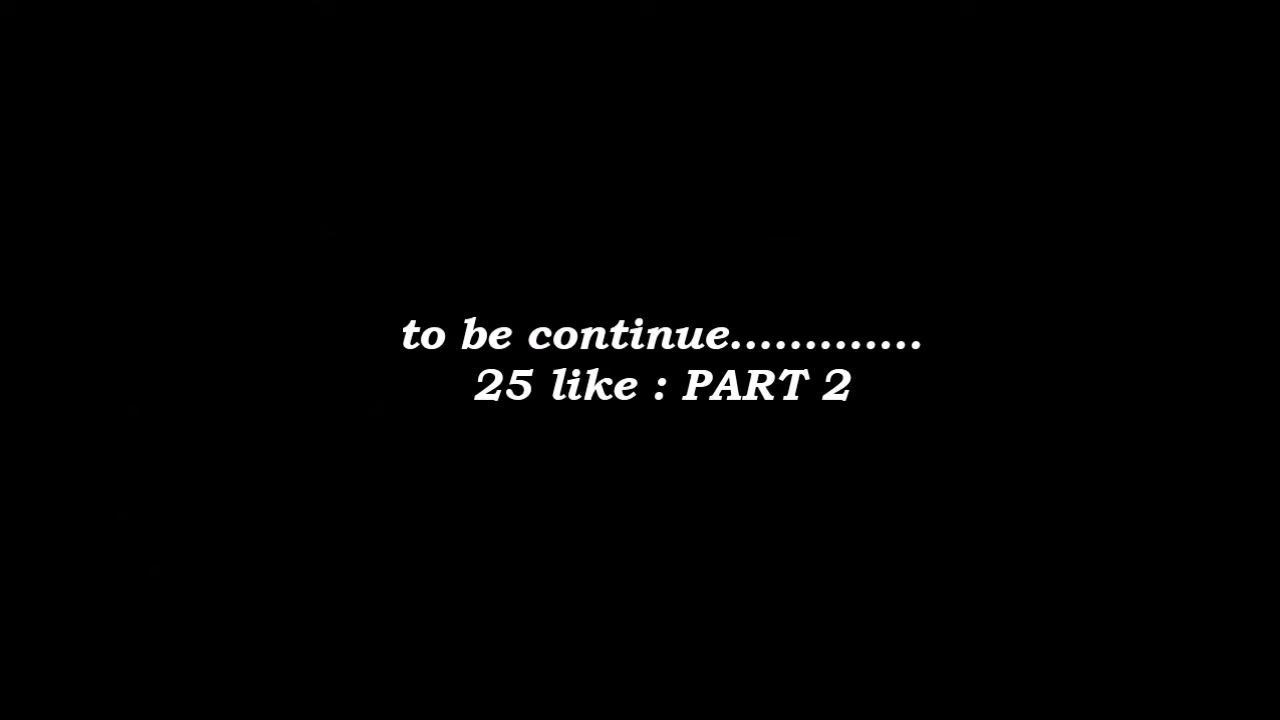 to be continue.............
25 like : PART 2